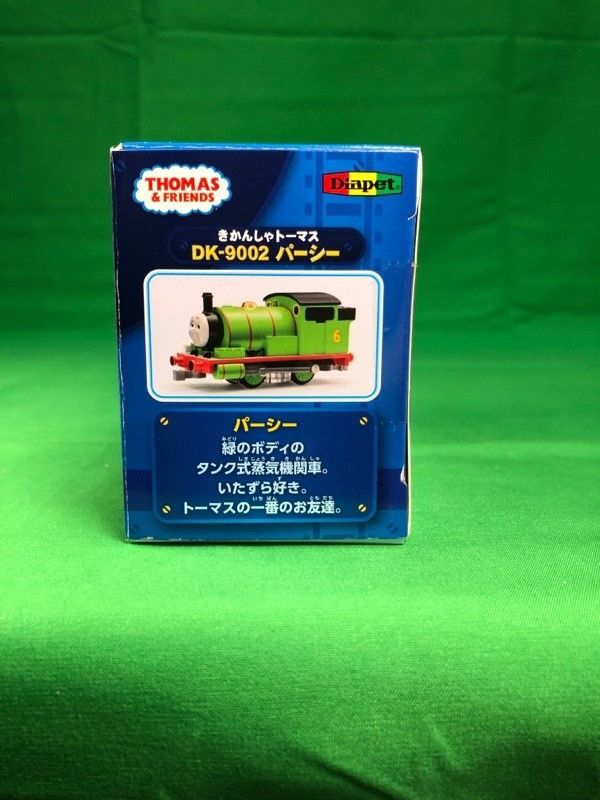 THOMAS
& FRIENDS
Diapet
きかんしゃトーマス
DK-9002 パーシー
6
パーシー
緑のボディの
タンク式蒸気機関車。
いたずら好き。
トーマスの一番のお友達。